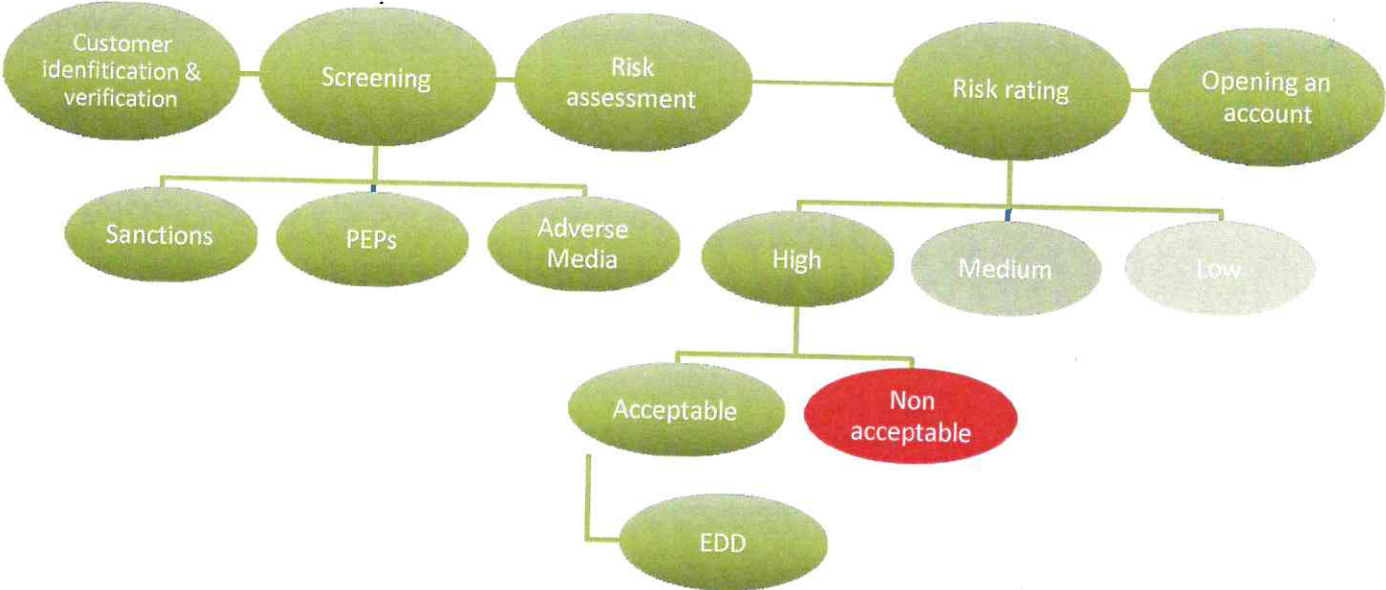 Customer
idenfitication &
verification
Screening
Risk
assessment
Risk rating
Opening an
account
Sanctions
PEPs
Adverse
Media
High
Medium
Low
Acceptable
Non
acceptable
EDD